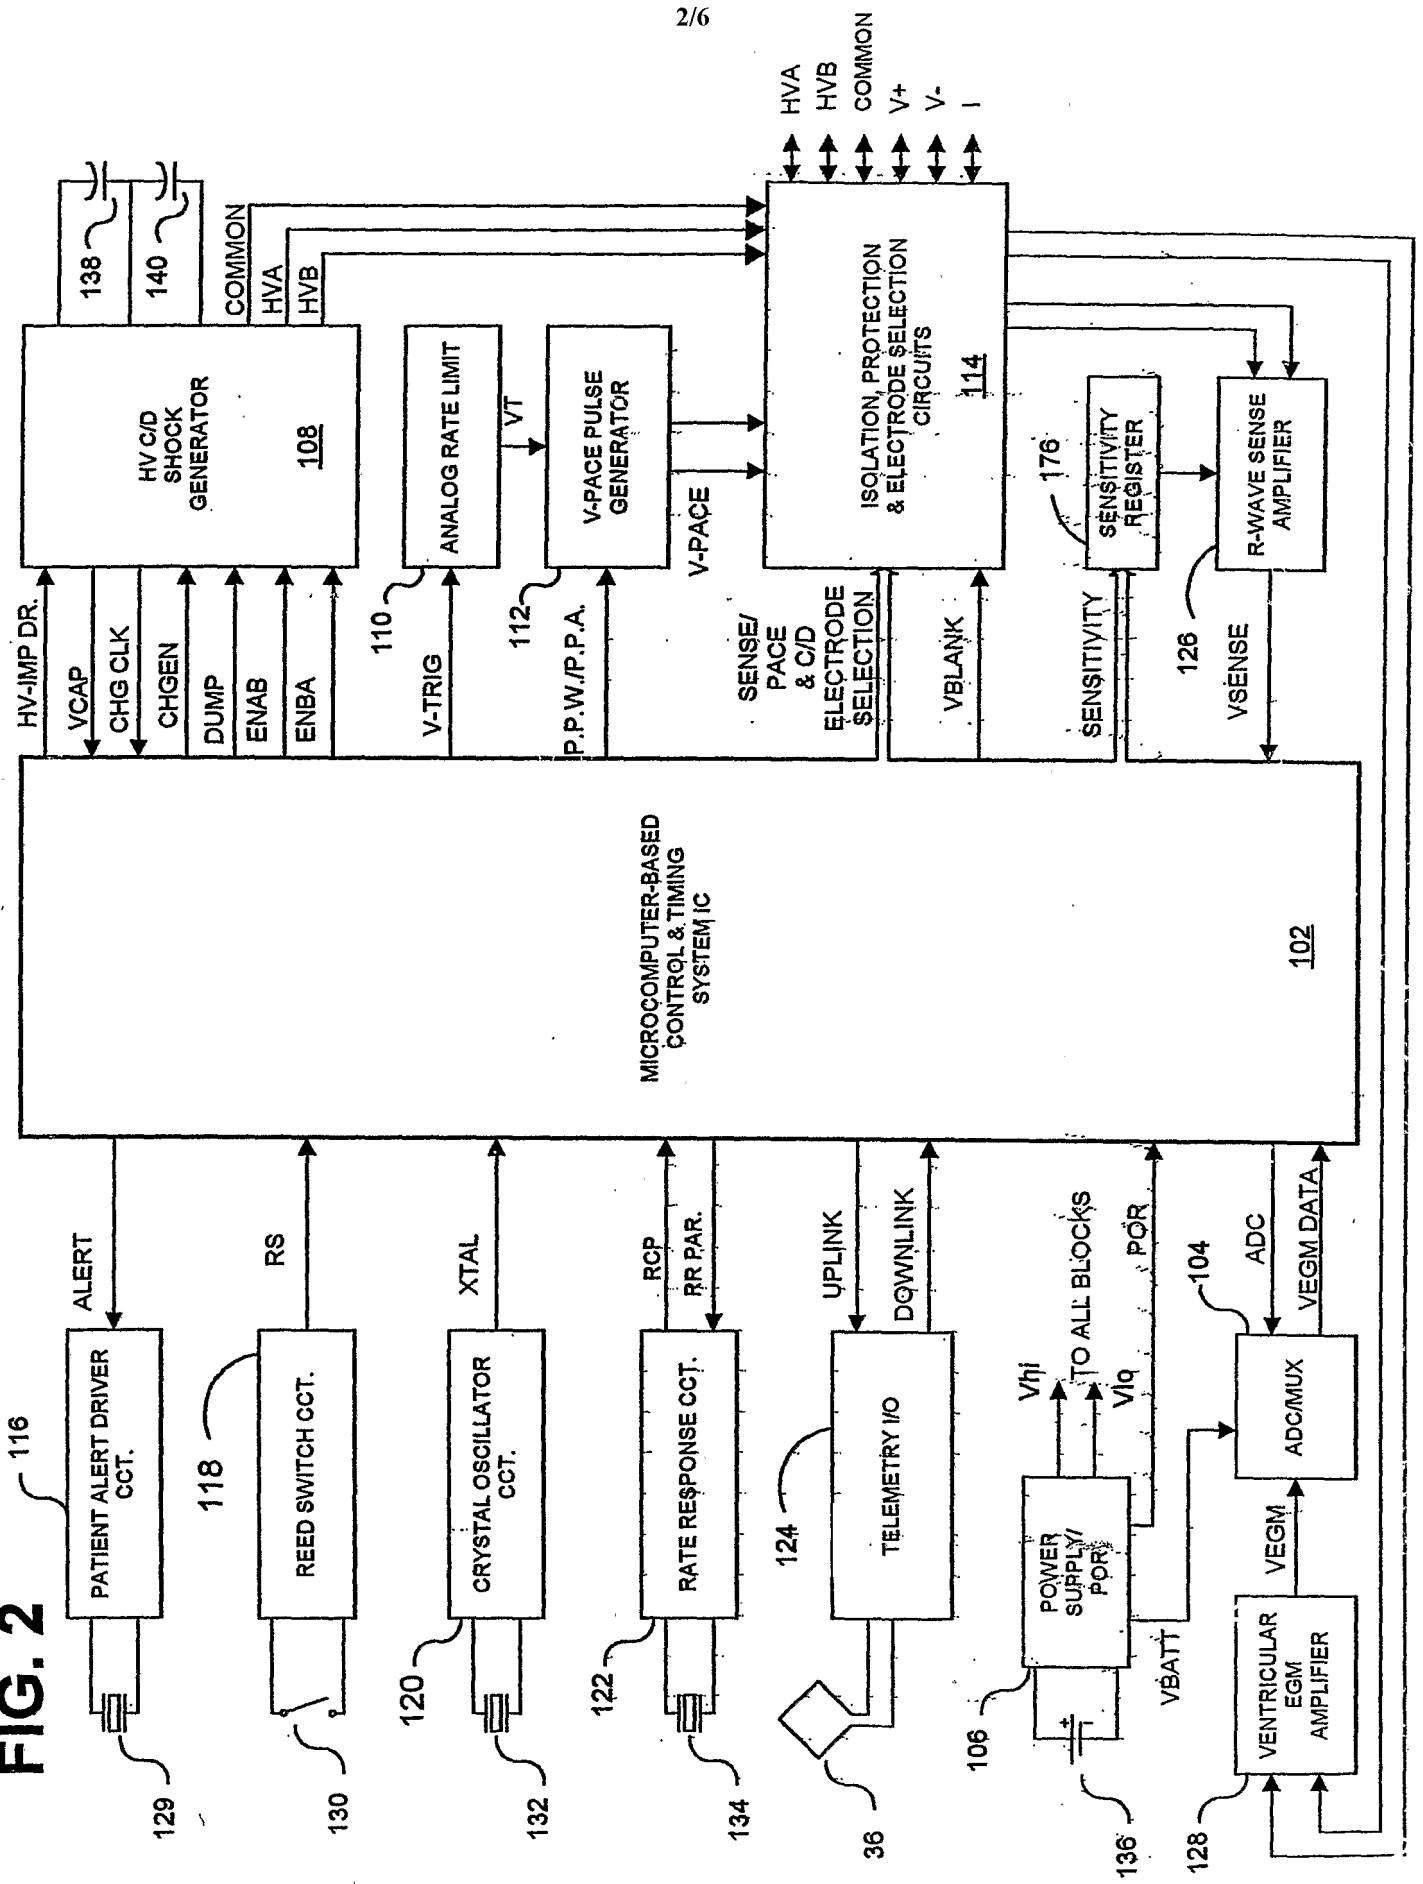 2/6
FIG. 2
116
PATIENT ALERT DRIVER
CCT.
129
ALERT
118
REED SWITCH CCT.
130
RS
120
CRYSTAL OSCILLATOR
CCT.
132
XTAL
122
RATE RESPONSE CCT.
134
RCP
RR PAR.
124
TELEMETRY I/O
36
UPLINK
DOWNLINK
106
POWER
SUPPLY/
POR
136
+
-
Vhi
Vlo
TO ALL BLOCKS
POR
VBATT
128
VENTRICULAR
EGM
AMPLIFIER
VEGM
104
ADC/MUX
ADC
VEGM DATA
MICROCOMPUTER-BASED
CONTROL & TIMING
SYSTEM IC
102
HV-IMP DR.
VCAP
CHG CLK
CHGEN
DUMP
ENAB
ENBA
HV C/D
SHOCK
GENERATOR
108
138
140
COMMON
HVA
HVB
V-TRIG
110
ANALOG RATE LIMIT
VT
P.P.W./P.P.A.
112
V-PACE PULSE
GENERATOR
V-PACE
SENSE/
PACE
& C/D
ELECTRODE
SELECTION
VBLANK
ISOLATION, PROTECTION
& ELECTRODE SELECTION
CIRCUITS
114
HVA
HVB
COMMON
V+
V-
I
SENSITIVITY
176
SENSITIVITY
REGISTER
126
R-WAVE SENSE
AMPLIFIER
VSENSE